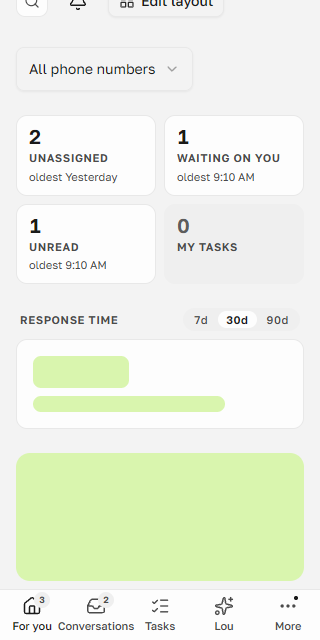 Edit layout
All phone numbers
2
UNASSIGNED
oldest Yesterday
1
WAITING ON YOU
oldest 9:10 AM
1
UNREAD
oldest 9:10 AM
0
MY TASKS
RESPONSE TIME
7d
30d
90d
3
For you
2
Conversations
Tasks
Lou
More